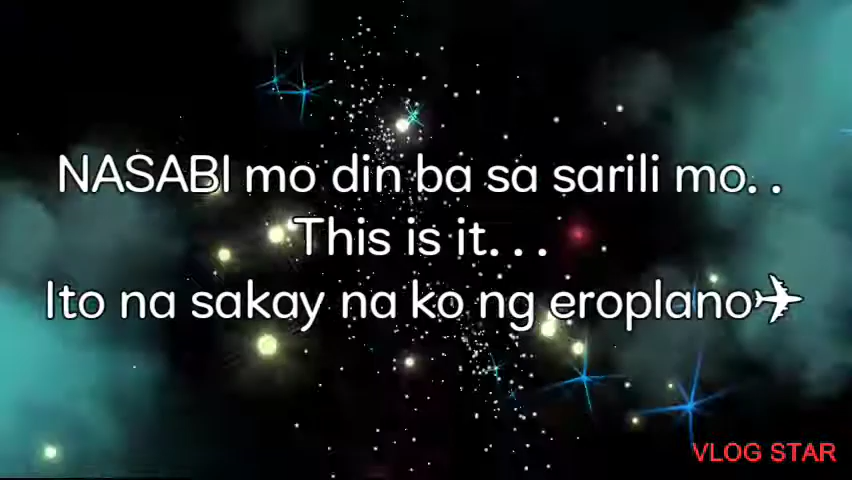 NASABI mo din ba sa sarili mo. .
This is it. . .
Ito na sakay na ko ng eroplano✈
VLOG STAR